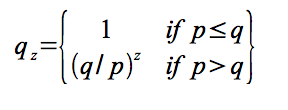 q_z = { 1 if p ≤ q
(q / p)^z if p > q }